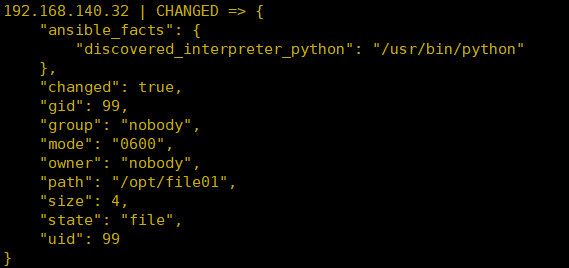 192.168.140.32 | CHANGED => {
    "ansible_facts": {
        "discovered_interpreter_python": "/usr/bin/python"
    },
    "changed": true,
    "gid": 99,
    "group": "nobody",
    "mode": "0600",
    "owner": "nobody",
    "path": "/opt/file01",
    "size": 4,
    "state": "file",
    "uid": 99
}